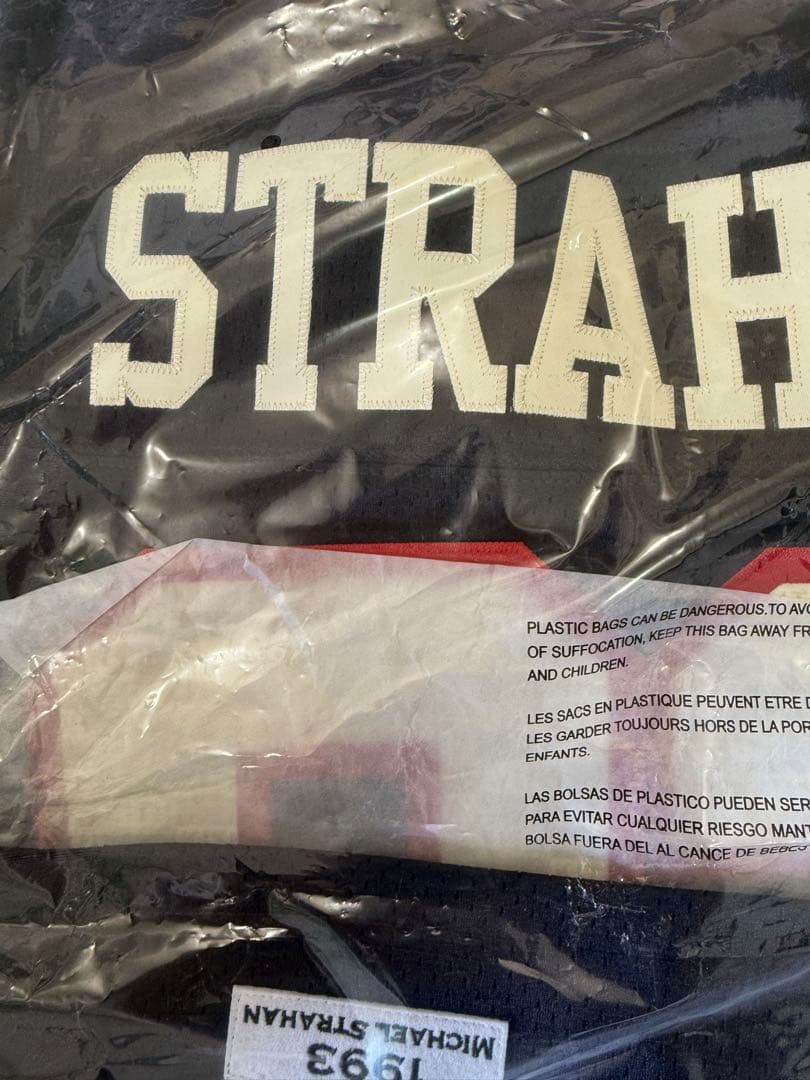 STRAH
PLASTIC BAGS CAN BE DANGEROUS.TO AVO
OF SUFFOCATION, KEEP THIS BAG AWAY FR
AND CHILDREN.
LES SACS EN PLASTIQUE PEUVENT ETRE D
LES GARDER TOUJOURS HORS DE LA POR
ENFANTS.
LAS BOLSAS DE PLASTICO PUEDEN SER
PARA EVITAR CUALQUIER RIESGO MANT
BOLSA FUERA DEL AL CANCE DE BEBES
MICHAEL STRAHAN
1993